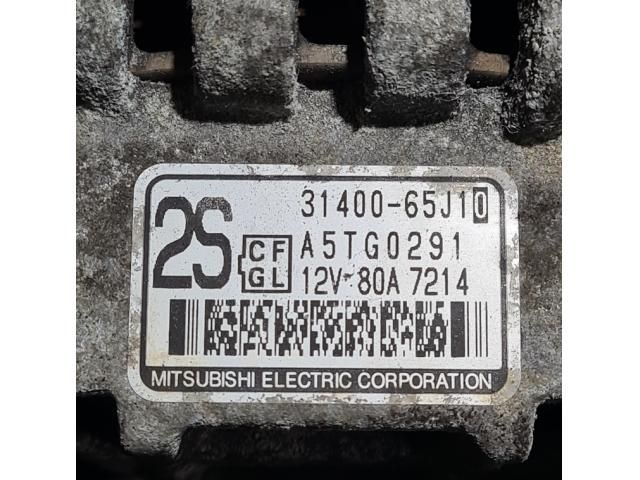 2S
31400-65J10
CF
GL
A5TG0291
12V-80A 7214
MITSUBISHI ELECTRIC CORPORATION